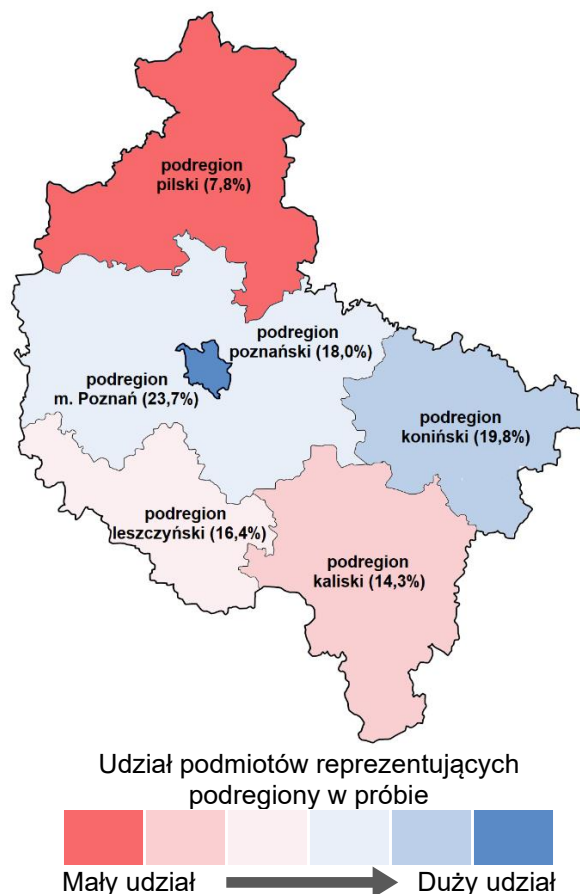 podregion
pilski (7,8%)
podregion
poznański (18,0%)
podregion
m. Poznań (23,7%)
podregion
koniński (19,8%)
podregion
leszczyński (16,4%)
podregion
kaliski (14,3%)
Udział podmiotów reprezentujących
podregiony w próbie
Mały udział Duży udział